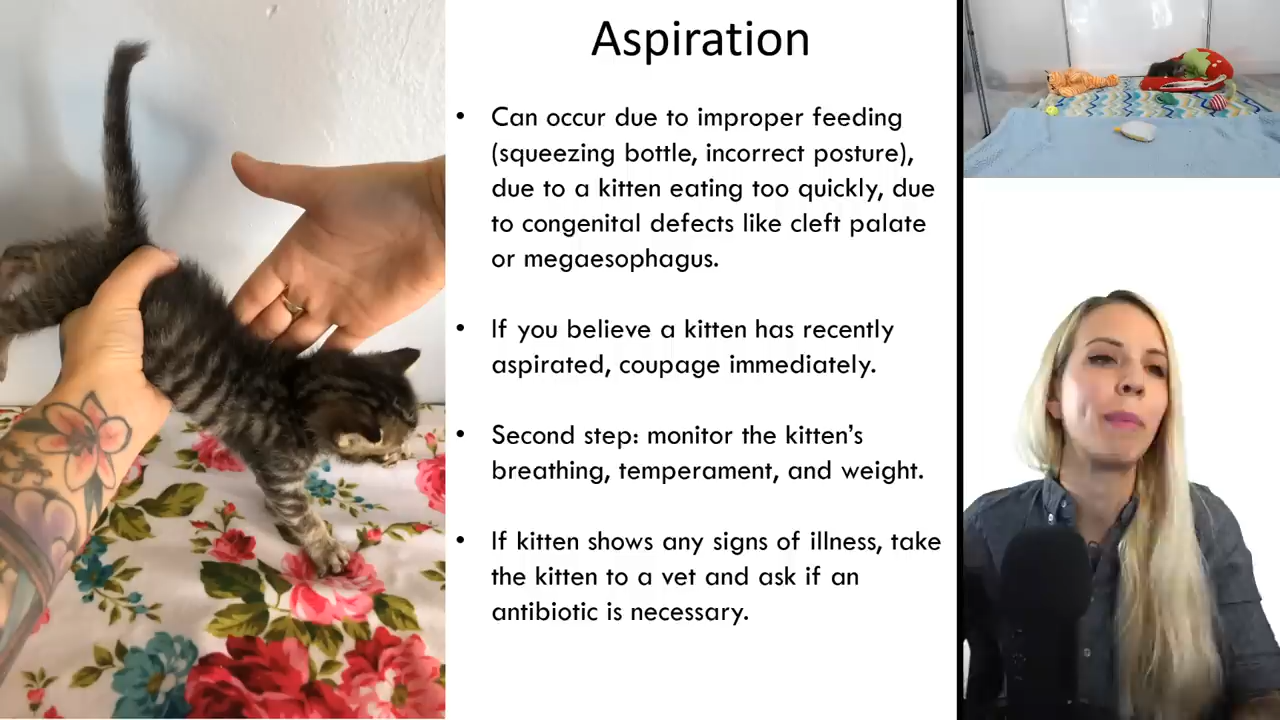 Aspiration
• Can occur due to improper feeding
(squeezing bottle, incorrect posture),
due to a kitten eating too quickly, due
to congenital defects like cleft palate
or megaesophagus.
• If you believe a kitten has recently
aspirated, coupage immediately.
• Second step: monitor the kitten’s
breathing, temperament, and weight.
• If kitten shows any signs of illness, take
the kitten to a vet and ask if an
antibiotic is necessary.